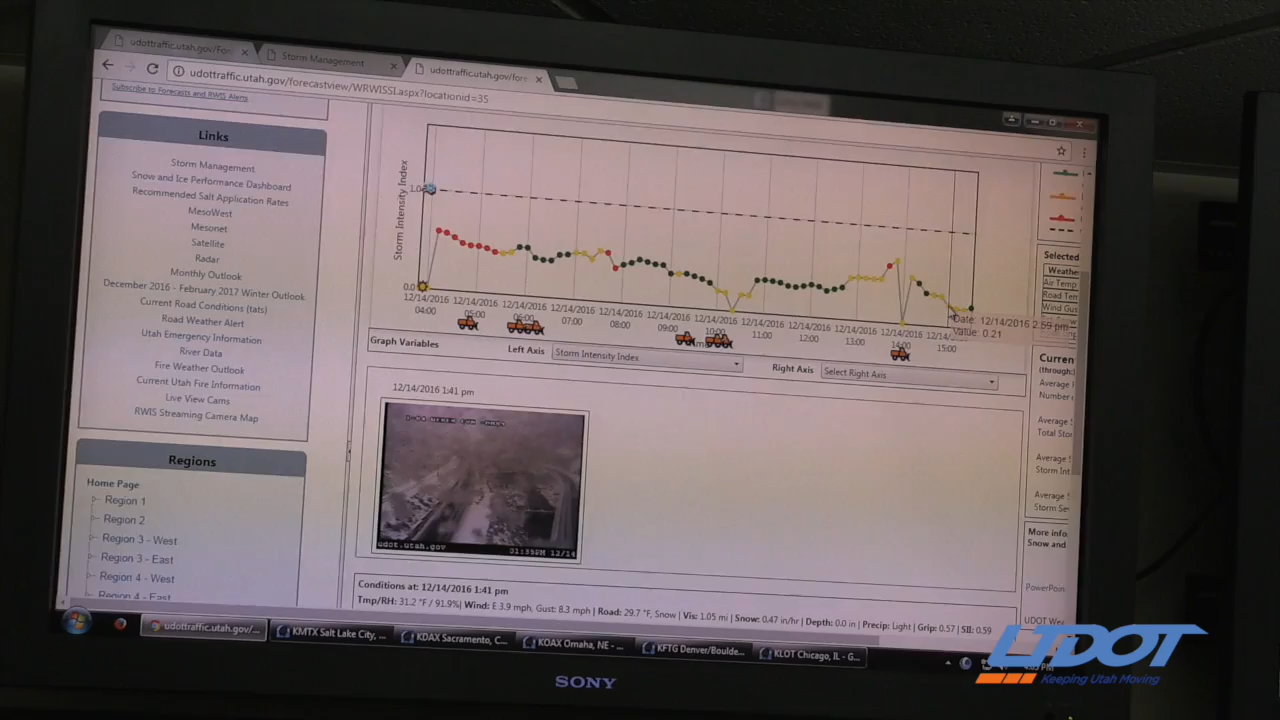 udottraffic.utah.gov/For
Storm Management
udottraffic.utah.gov/fore
udottraffic.utah.gov/forecastview/WRWISSI.aspx?locationid=35
Subscribe to Forecasts and RWIS Alerts
Links
Storm Management
Snow and Ice Performance Dashboard
Recommended Salt Application Rates
MesoWest
Mesonet
Satellite
Radar
Monthly Outlook
December 2016 - February 2017 Winter Outlook
Current Road Conditions (tats)
Road Weather Alert
Utah Emergency Information
River Data
Fire Weather Outlook
Current Utah Fire Information
Live View Cams
RWIS Streaming Camera Map
Regions
Home Page
Region 1
Region 2
Region 3 - West
Region 3 - East
Region 4 - West
Region 4 - East
Storm Intensity Index
1.0
0.0
12/14/2016 04:00
12/14/2016 05:00
12/14/2016 06:00
12/14/2016 07:00
12/14/2016 08:00
12/14/2016 09:00
12/14/2016 10:00
12/14/2016 11:00
12/14/2016 12:00
12/14/2016 13:00
12/14/2016 14:00
15:00
Date: 12/14/2016 2:59 pm
Value: 0.21
Graph Variables
Left Axis
Storm Intensity Index
Right Axis
Select Right Axis
12/14/2016 1:41 pm
udot.utah.gov
01:39PM 12/14
Conditions at: 12/14/2016 1:41 pm
Tmp/RH: 31.2 °F / 91.9%| Wind: E 3.9 mph, Gust: 8.3 mph | Road: 29.7 °F, Snow | Vis: 1.05 mi | Snow: 0.47 in/hr | Depth: 0.0 in | Precip: Light | Grip: 0.57 | SII: 0.59
Selected
Weathe
Air Temp
Road Tem
Wind Gus
Curren
(through:
Average
Number
Average
Total Sto
Average
Storm Int
Average
Storm Se
More info
Snow and
PowerPoin
UDOT Wea
udottraffic.utah.gov/...
KMTX Salt Lake City, ...
KDAX Sacramento, C...
KOAX Omaha, NE - ...
KFTG Denver/Boulde...
KLOT Chicago, IL - G...
SONY
UDOT
Keeping Utah Moving